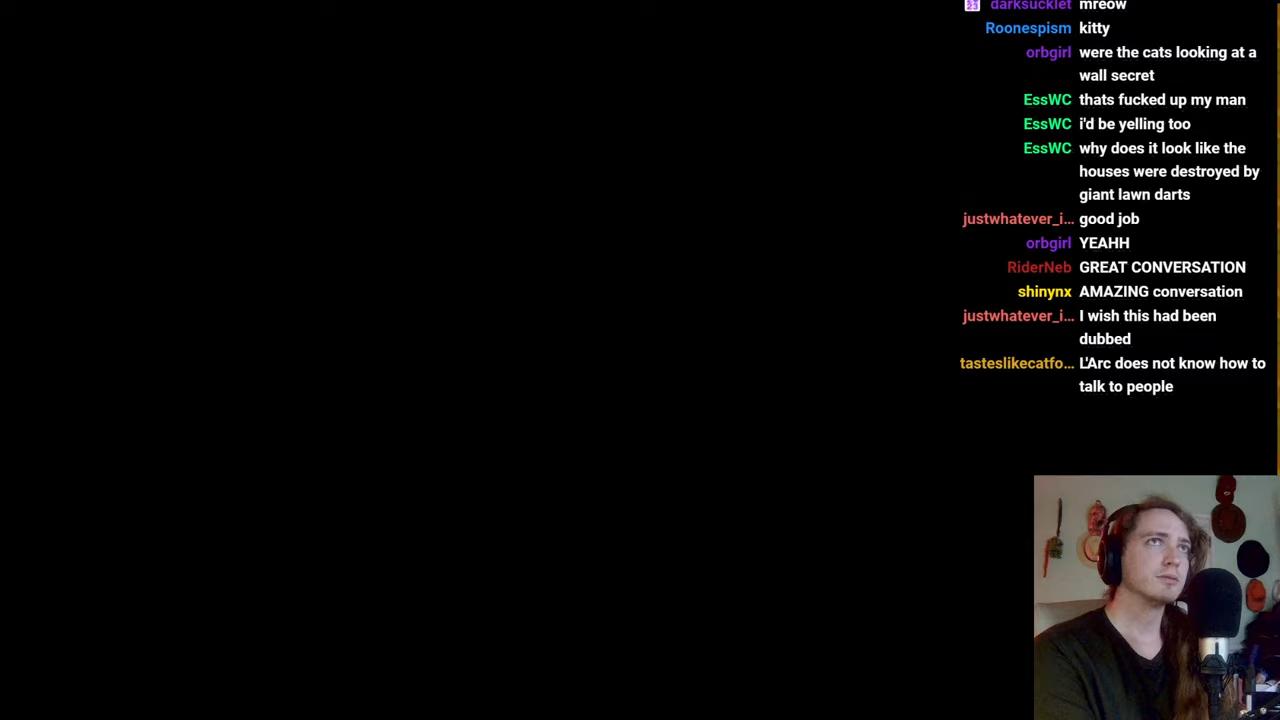 darksucklet mreow
Roonespism kitty
orbgirl were the cats looking at a
wall secret
EssWC thats fucked up my man
EssWC i'd be yelling too
EssWC why does it look like the
houses were destroyed by
giant lawn darts
justwhatever_i... good job
orbgirl YEAHH
RiderNeb GREAT CONVERSATION
shinynx AMAZING conversation
justwhatever_i... I wish this had been
dubbed
tasteslikecatfo... L'Arc does not know how to
talk to people